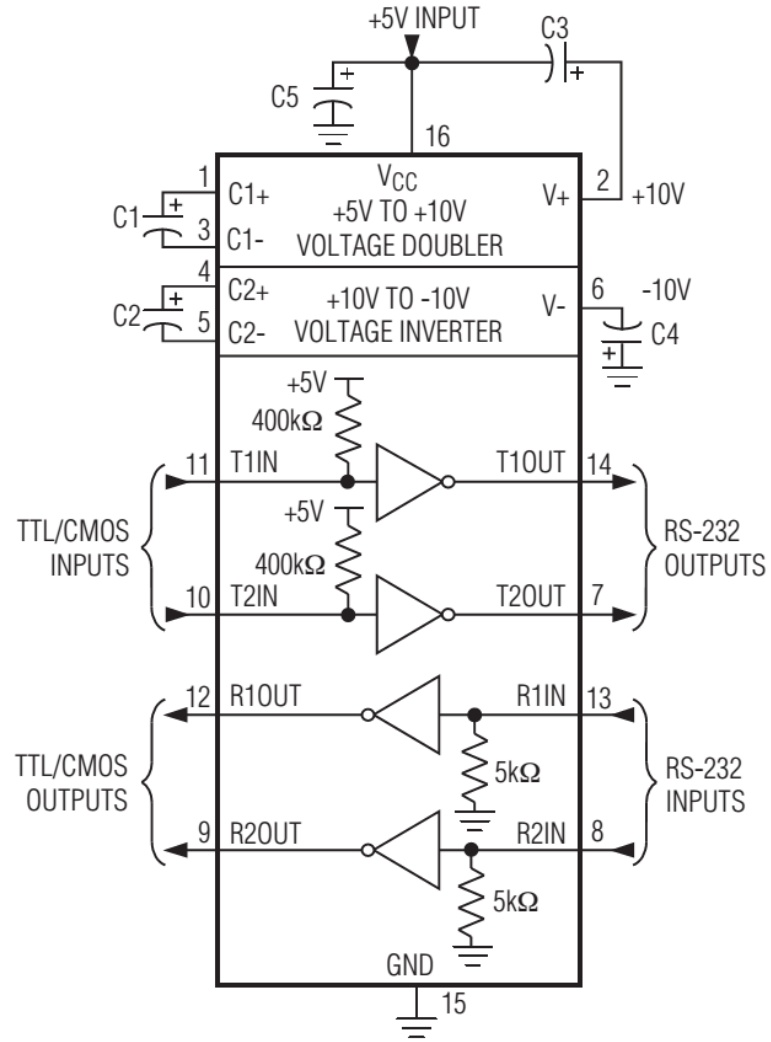 +5V INPUT
C3
+
+
C5
16
1
VCC
2
C1+
V+
+10V
+
+5V TO +10V
C1
3
C1-
VOLTAGE DOUBLER
4
C2+
6
-10V
+10V TO -10V
V-
+
C2
5
C2-
VOLTAGE INVERTER
C4
+
+5V
400kΩ
11
T1IN
T1OUT
14
TTL/CMOS
INPUTS
+5V
RS-232
OUTPUTS
400kΩ
10
T2IN
T2OUT
7
12
R1OUT
R1IN
13
TTL/CMOS
OUTPUTS
5kΩ
RS-232
INPUTS
9
R2OUT
R2IN
8
5kΩ
GND
15